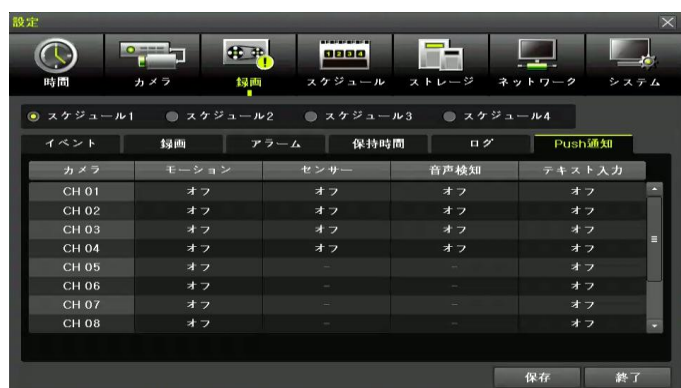 設定
時間 カメラ 録画 スケジュール ストレージ ネットワーク システム
スケジュール1 スケジュール2 スケジュール3 スケジュール4
イベント 録画 アラーム 保持時間 ログ Push通知
カメラ モーション センサー 音声検知 テキスト入力
CH 01 オフ オフ オフ オフ
CH 02 オフ オフ オフ オフ
CH 03 オフ オフ オフ オフ
CH 04 オフ オフ オフ オフ
CH 05 オフ – – オフ
CH 06 オフ – – オフ
CH 07 オフ – – オフ
CH 08 オフ – – オフ
保存 終了